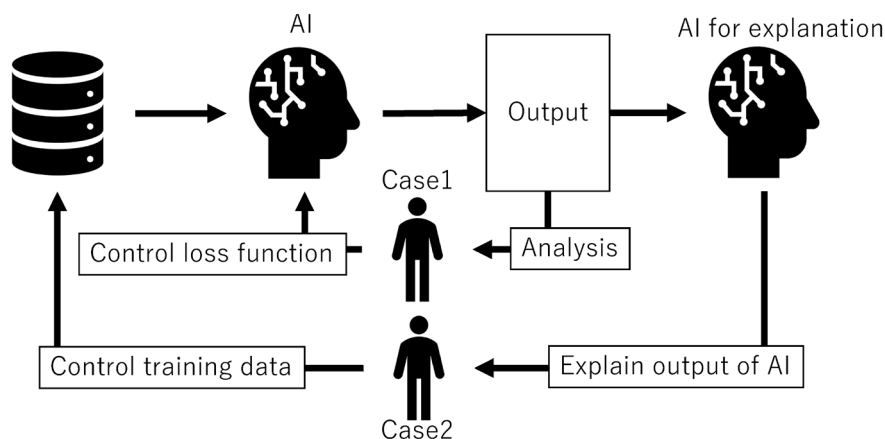 AI
AI for explanation
Output
Case1
Control loss function
Analysis
Control training data
Explain output of AI
Case2